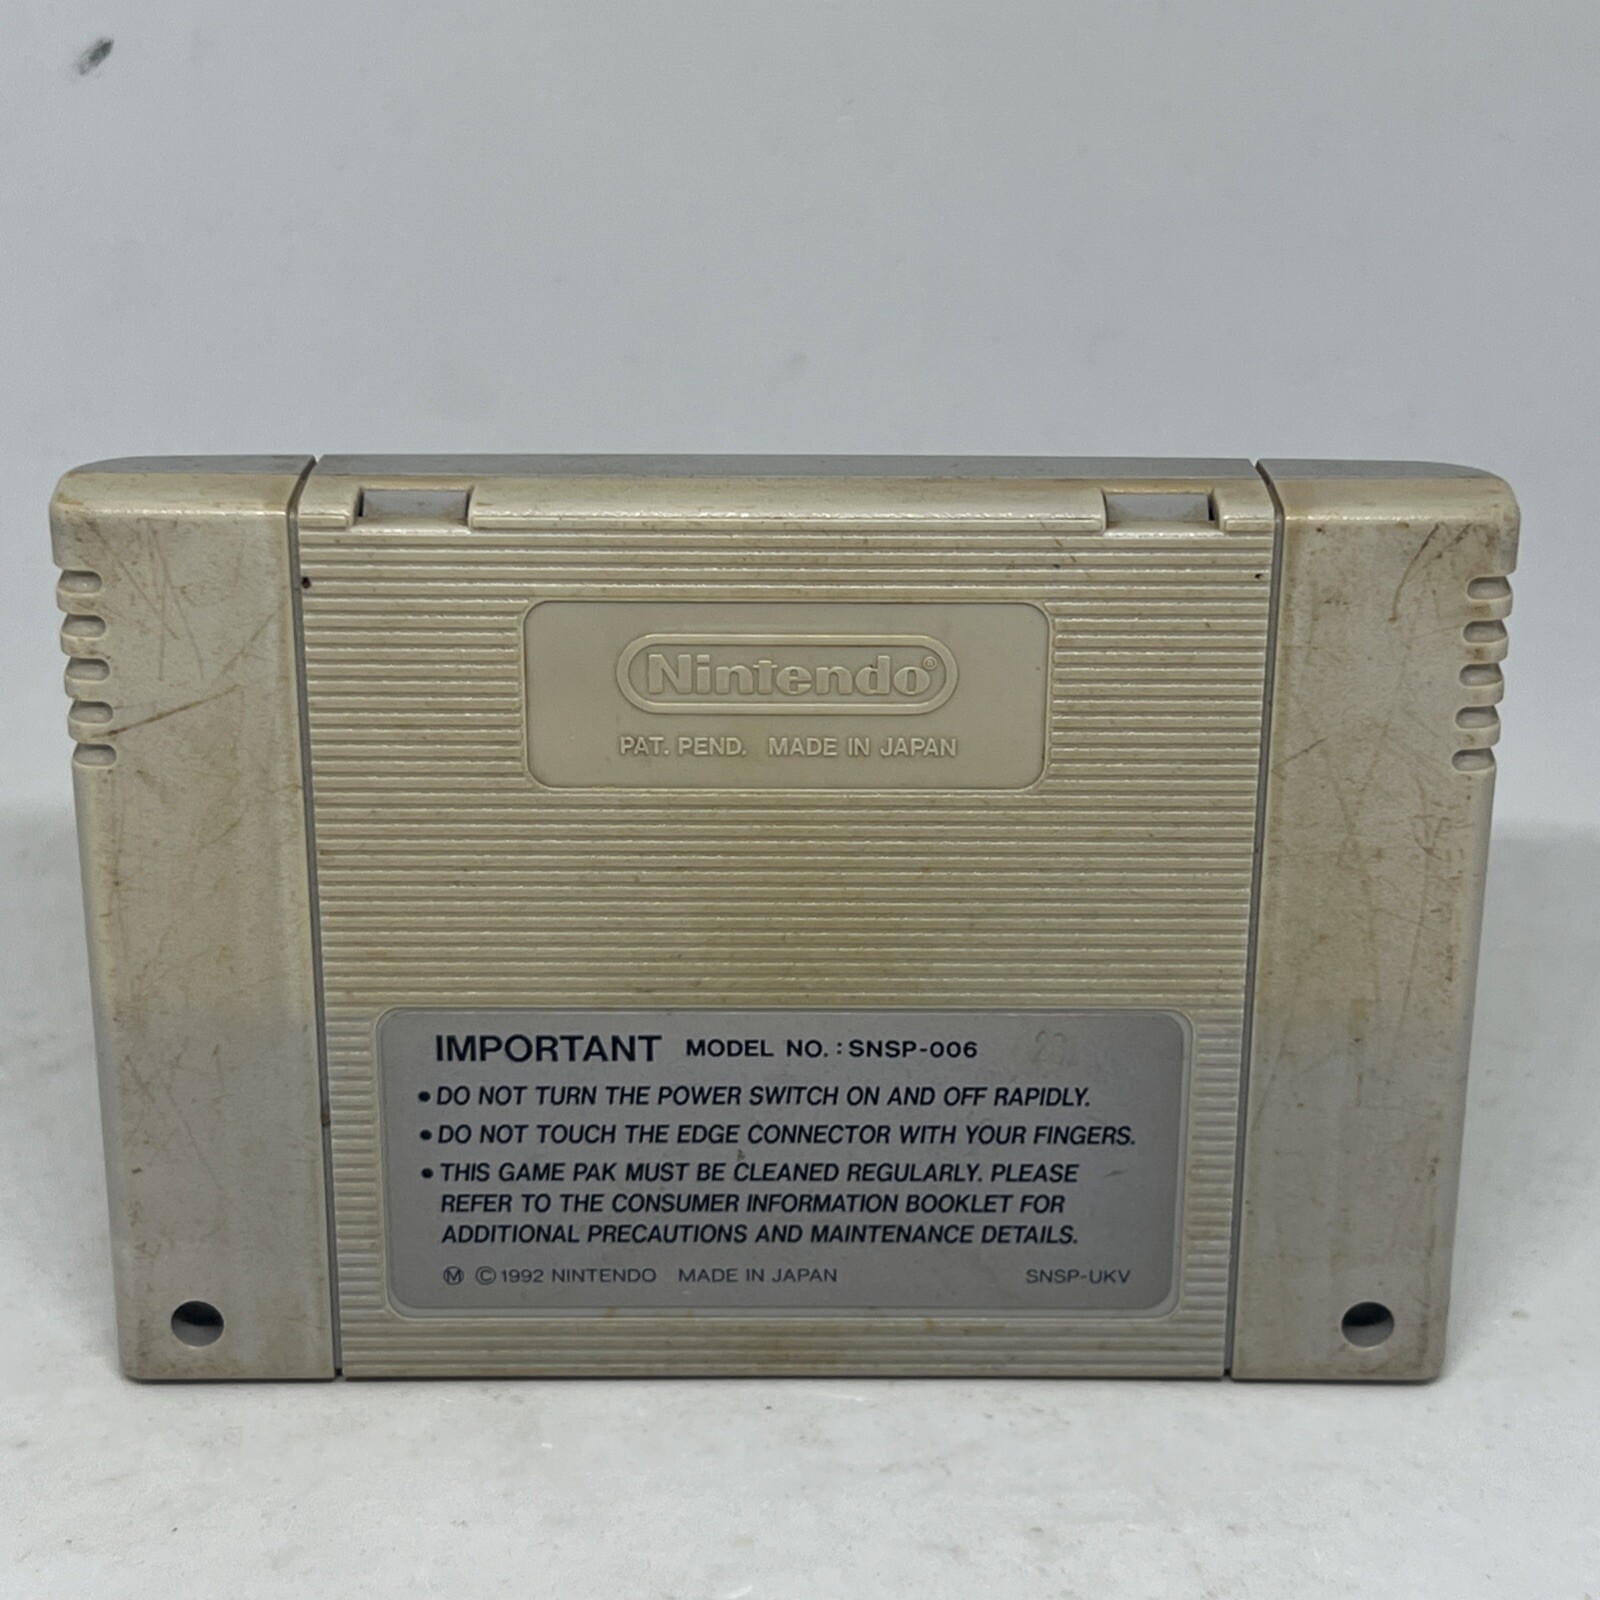 Nintendo®
PAT. PEND. MADE IN JAPAN
IMPORTANT MODEL NO.: SNSP-006
• DO NOT TURN THE POWER SWITCH ON AND OFF RAPIDLY.
• DO NOT TOUCH THE EDGE CONNECTOR WITH YOUR FINGERS.
• THIS GAME PAK MUST BE CLEANED REGULARLY. PLEASE
REFER TO THE CONSUMER INFORMATION BOOKLET FOR
ADDITIONAL PRECAUTIONS AND MAINTENANCE DETAILS.
Ⓜ © 1992 NINTENDO MADE IN JAPAN SNSP-UKV